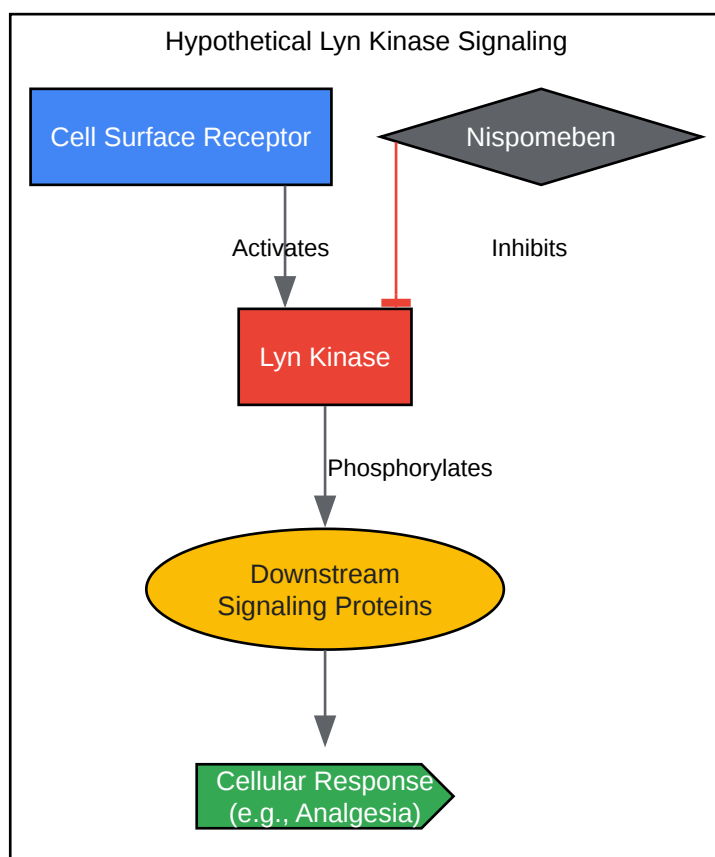 Hypothetical Lyn Kinase Signaling
Cell Surface Receptor
Nispomeben
Activates
Inhibits
Lyn Kinase
Phosphorylates
Downstream
Signaling Proteins
Cellular Response
(e.g., Analgesia)